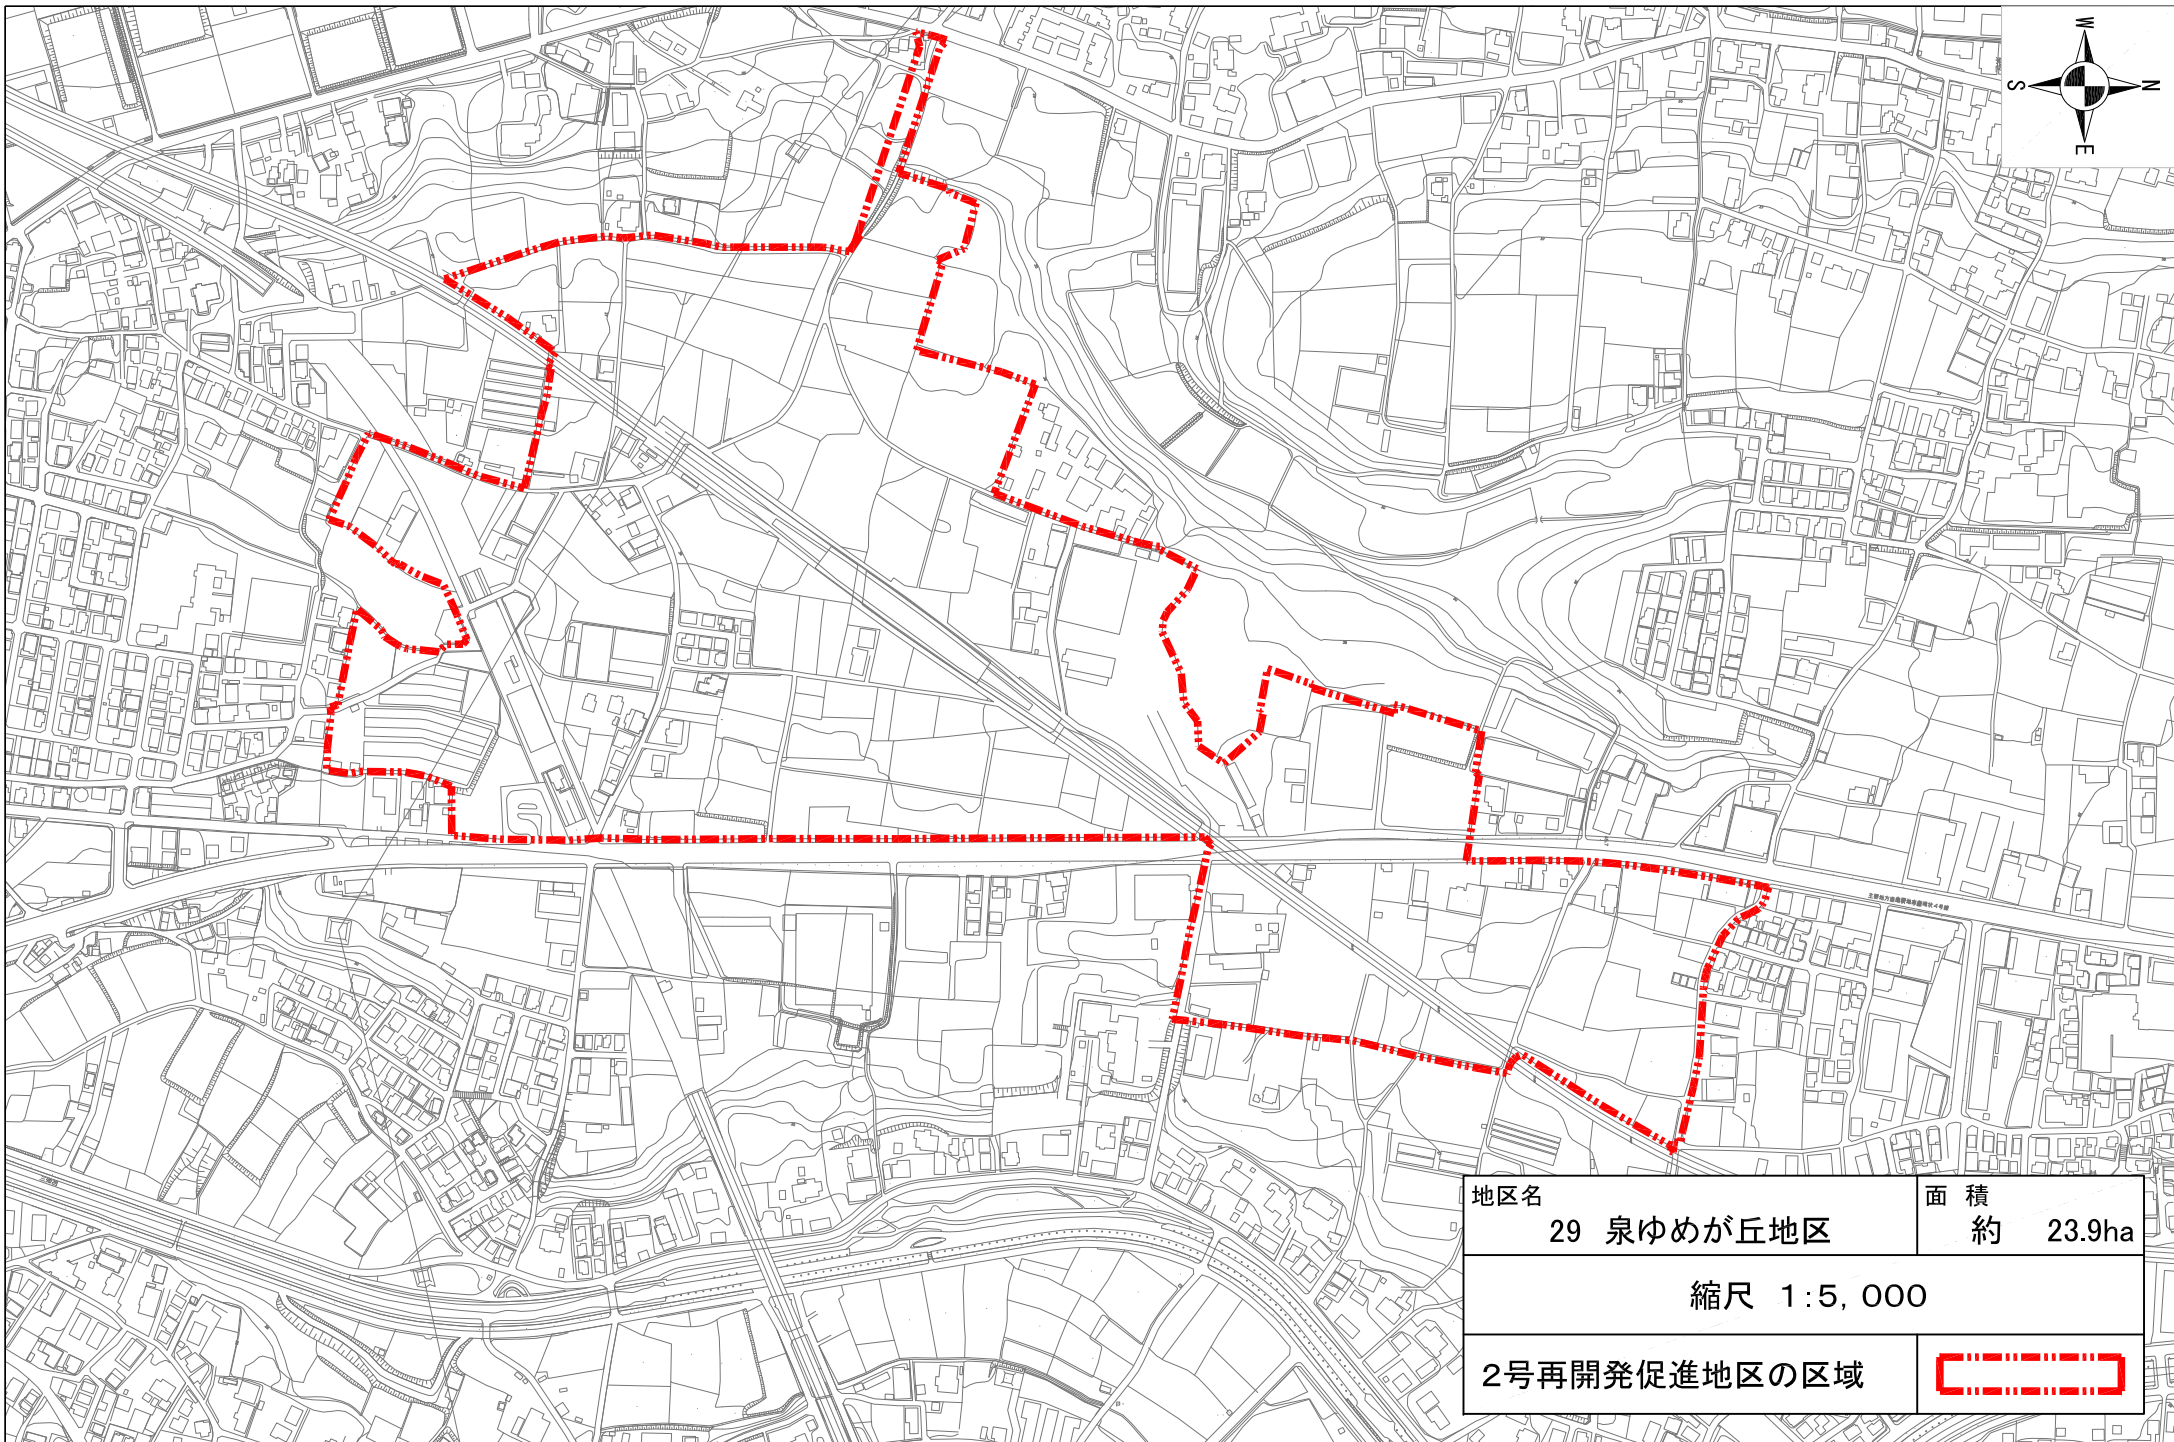 W
S
N
E
地区名
29 泉ゆめが丘地区
面 積
約 23.9ha
縮尺 1:5,000
2号再開発促進地区の区域